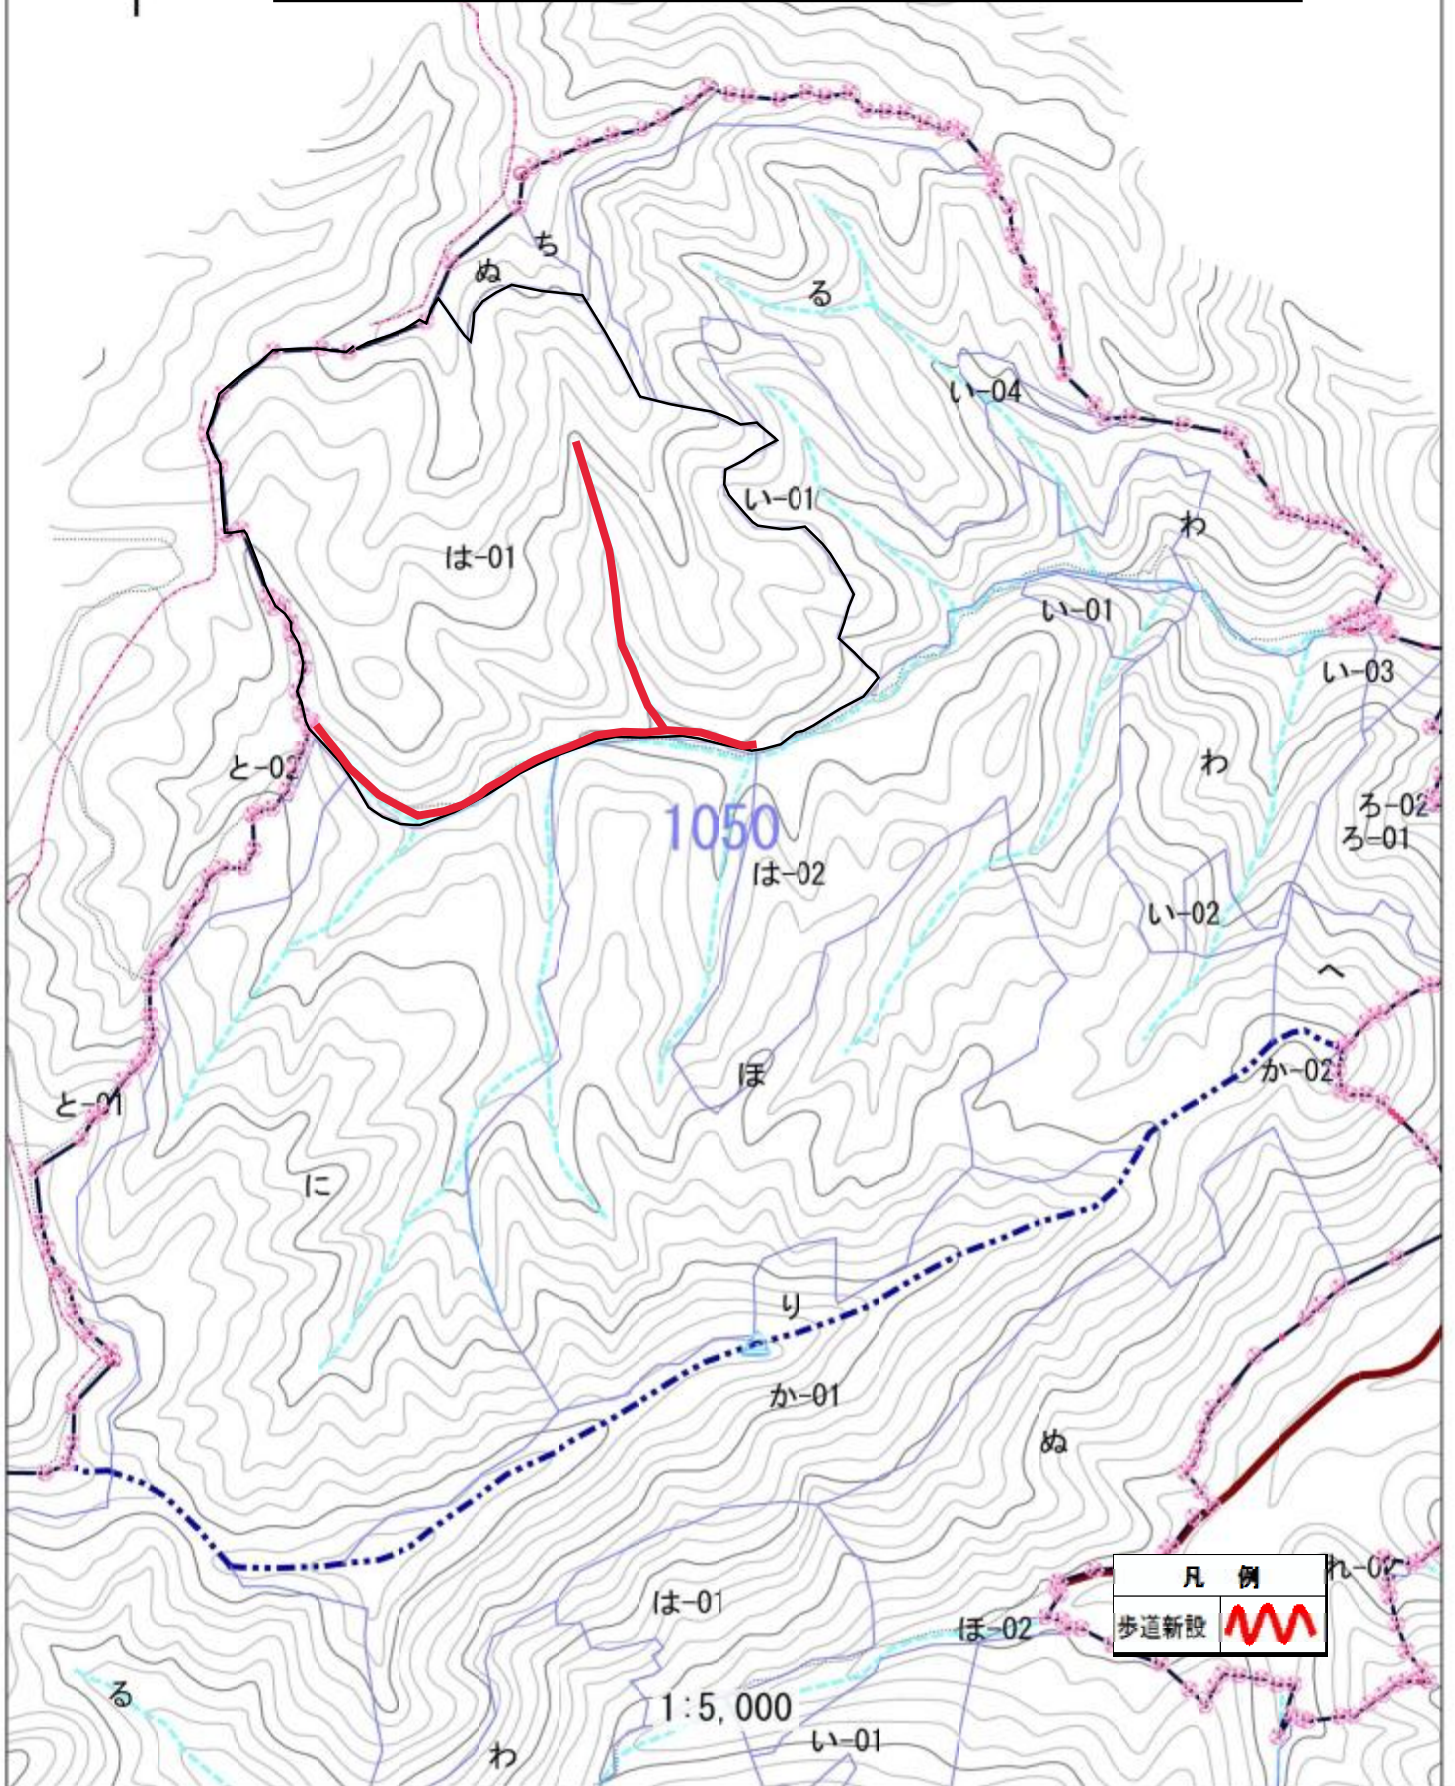 ち
ぬ
る
い-04
い-01
わ
は-01
い-01
い-03
と-02
わ
ろ-02
ろ-01
1050
は-02
い-02
へ
ほ
か-02
と-01
に
り
か-01
ぬ
凡 例
歩道新設
は-01
ほ-02
る
1:5,000
い-01
わ